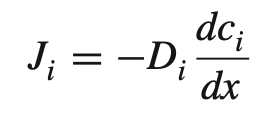 $J_i = -D_i \frac{dc_i}{dx}$